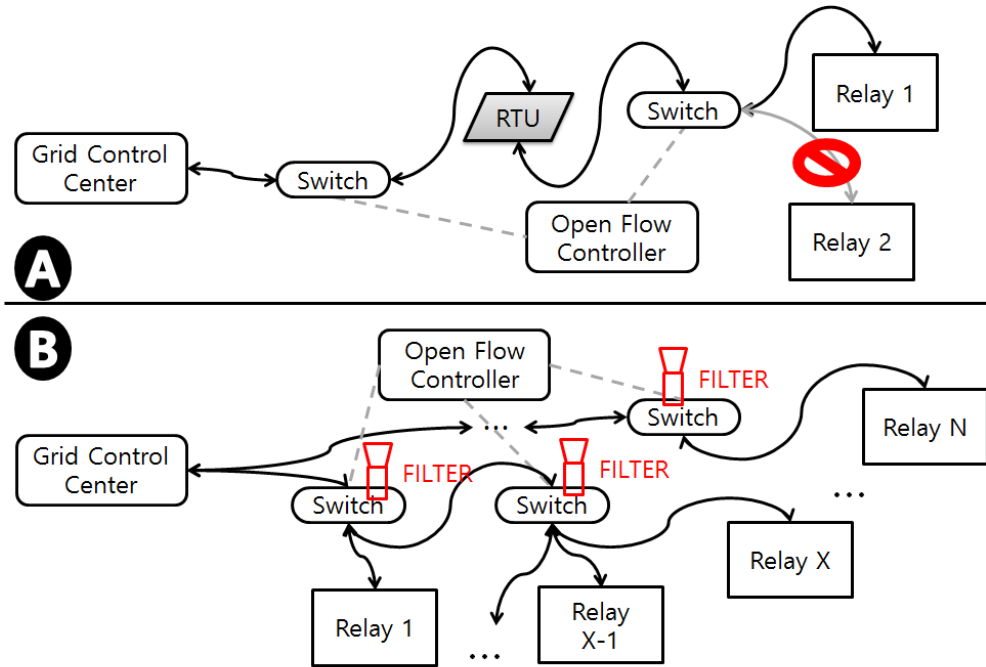 Grid Control
Center
Switch
RTU
Switch
Relay 1
Open Flow
Controller
Relay 2
A
B
Open Flow
Controller
FILTER
Switch
Relay N
Grid Control
Center
...
FILTER
Switch
FILTER
Switch
...
Relay X
Relay 1
...
Relay
X-1